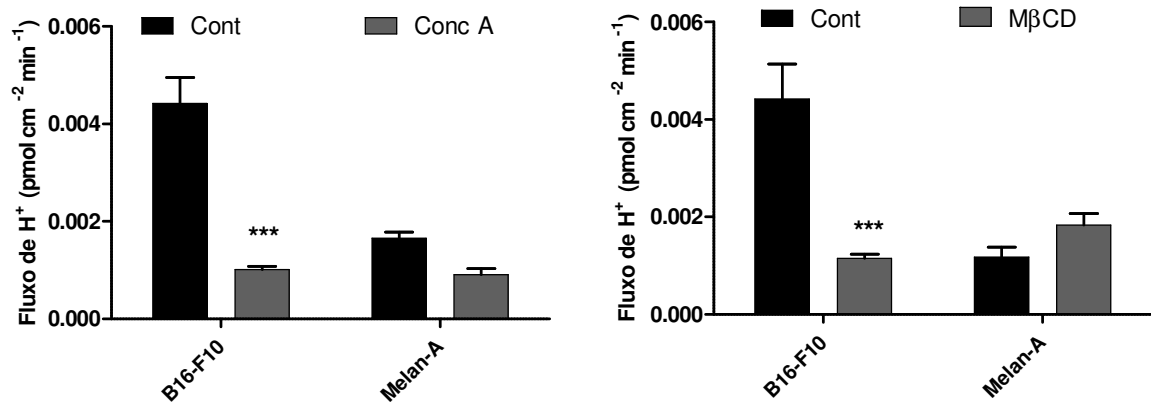 Cont Conc A
Fluxo de H⁺ (pmol cm⁻² min⁻¹)
0.006
0.004
0.002
0.000
***
B16-F10 Melan-A
Cont MβCD
Fluxo de H⁺ (pmol cm⁻² min⁻¹)
0.006
0.004
0.002
0.000
***
B16-F10 Melan-A